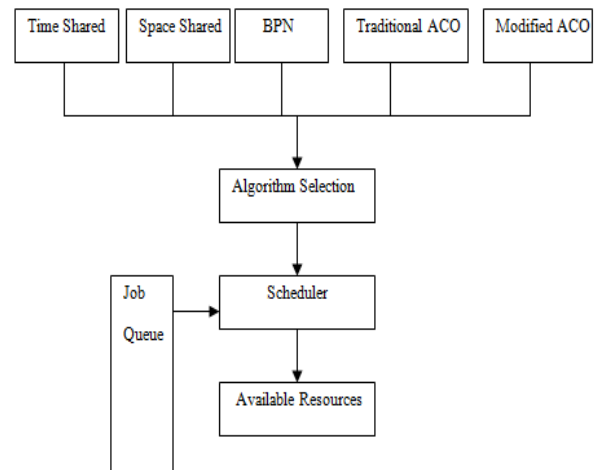 Time Shared
Space Shared
BPN
Traditional ACO
Modified ACO
Algorithm Selection
Job
Queue
Scheduler
Available Resources